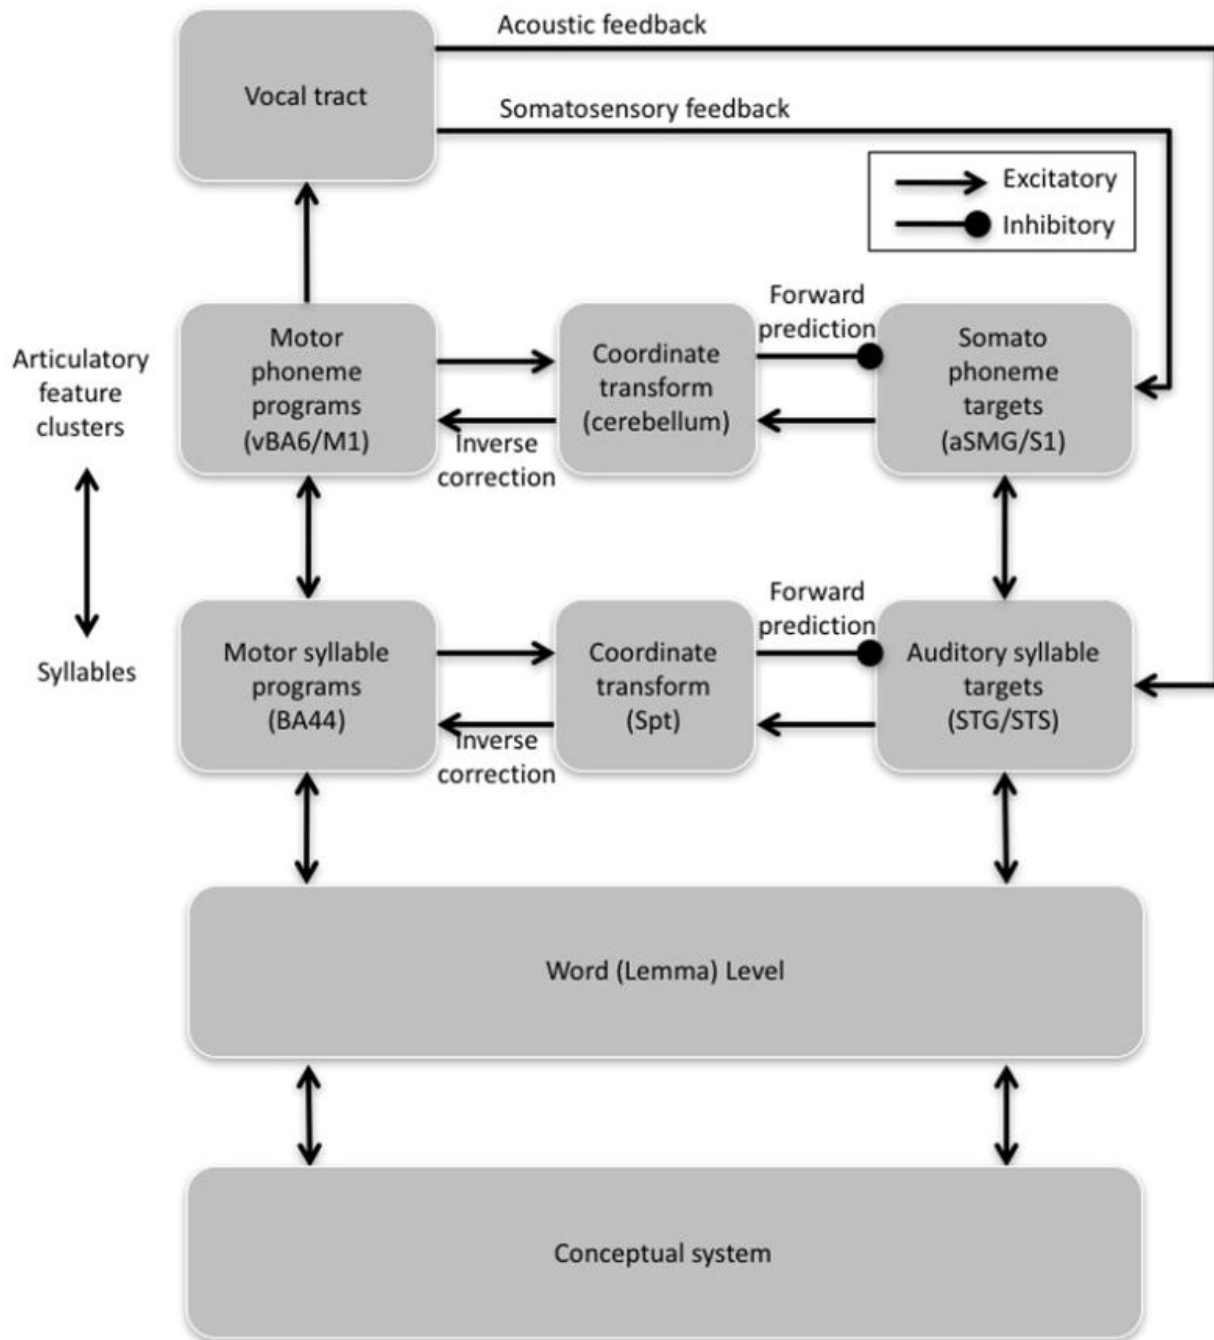 Acoustic feedback
Vocal tract
Somatosensory feedback
Excitatory
Inhibitory
Articulatory
feature
clusters
Syllables
Motor
phoneme
programs
(vBA6/M1)
Inverse
correction
Coordinate
transform
(cerebellum)
Forward
prediction
Somato
phoneme
targets
(aSMG/S1)
Motor syllable
programs
(BA44)
Inverse
correction
Coordinate
transform
(Spt)
Forward
prediction
Auditory syllable
targets
(STG/STS)
Word (Lemma) Level
Conceptual system